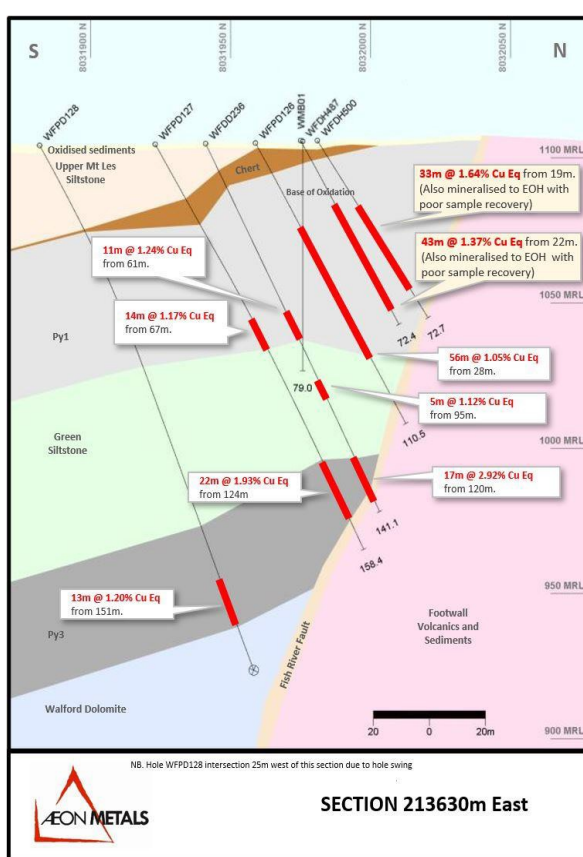 S
N
8031900 N
8031950 N
8032000 N
8032050 N
WFPD128
WFPD127
WFDD236
WFPD126
WMB01
WFDH487
WFDH500
Oxidised sediments
Upper Mt Les
Siltstone
Chert
Base of Oxidation
1100 MRL
33m @ 1.64% Cu Eq from 19m.
(Also mineralised to EOH with
poor sample recovery)
43m @ 1.37% Cu Eq from 22m.
(Also mineralised to EOH with
poor sample recovery)
11m @ 1.24% Cu Eq
from 61m.
14m @ 1.17% Cu Eq
from 67m.
1050 MRL
72.4
72.7
Py1
79.0
56m @ 1.05% Cu Eq
from 28m.
5m @ 1.12% Cu Eq
from 95m.
110.5
Green
Siltstone
1000 MRL
22m @ 1.93% Cu Eq
from 124m
17m @ 2.92% Cu Eq
from 120m.
141.1
158.4
950 MRL
13m @ 1.20% Cu Eq
from 151m.
Py3
Footwall
Volcanics and
Sediments
Fish River Fault
Walford Dolomite
20 0 20m
900 MRL
NB. Hole WFPD128 intersection 25m west of this section due to hole swing
AEON METALS
SECTION 213630m East